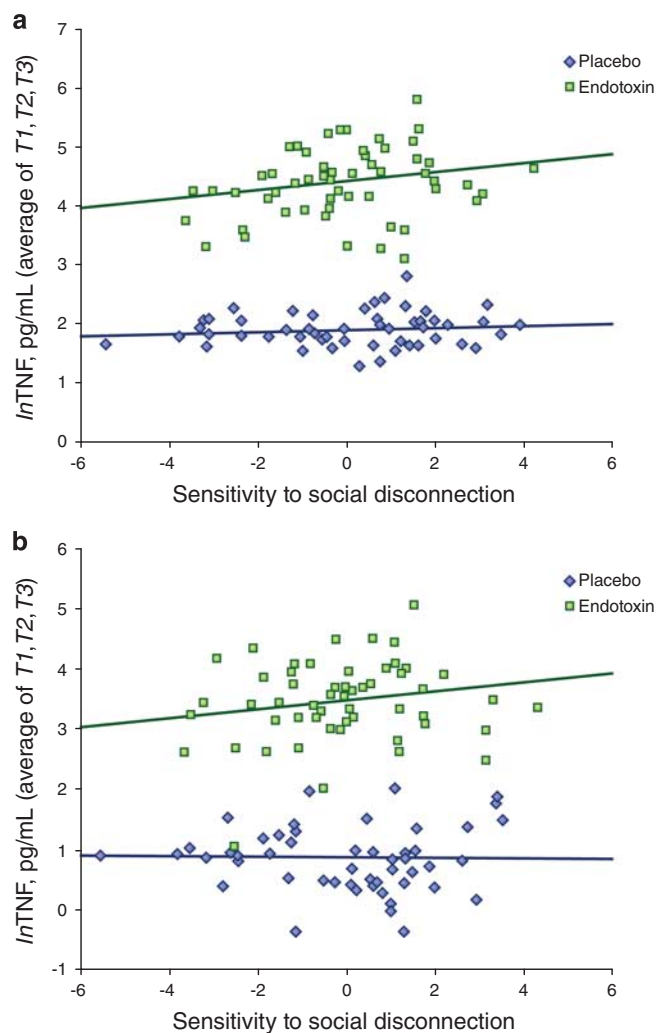 a
7
6
5
4
3
2
1
0
lnTNF, pg/mL (average of T1,T2,T3)
Placebo
Endotoxin
-6 -4 -2 0 2 4 6
Sensitivity to social disconnection
b
6
5
4
3
2
1
0
-1
lnTNF, pg/mL (average of T1,T2,T3)
Placebo
Endotoxin
-6 -4 -2 0 2 4 6
Sensitivity to social disconnection